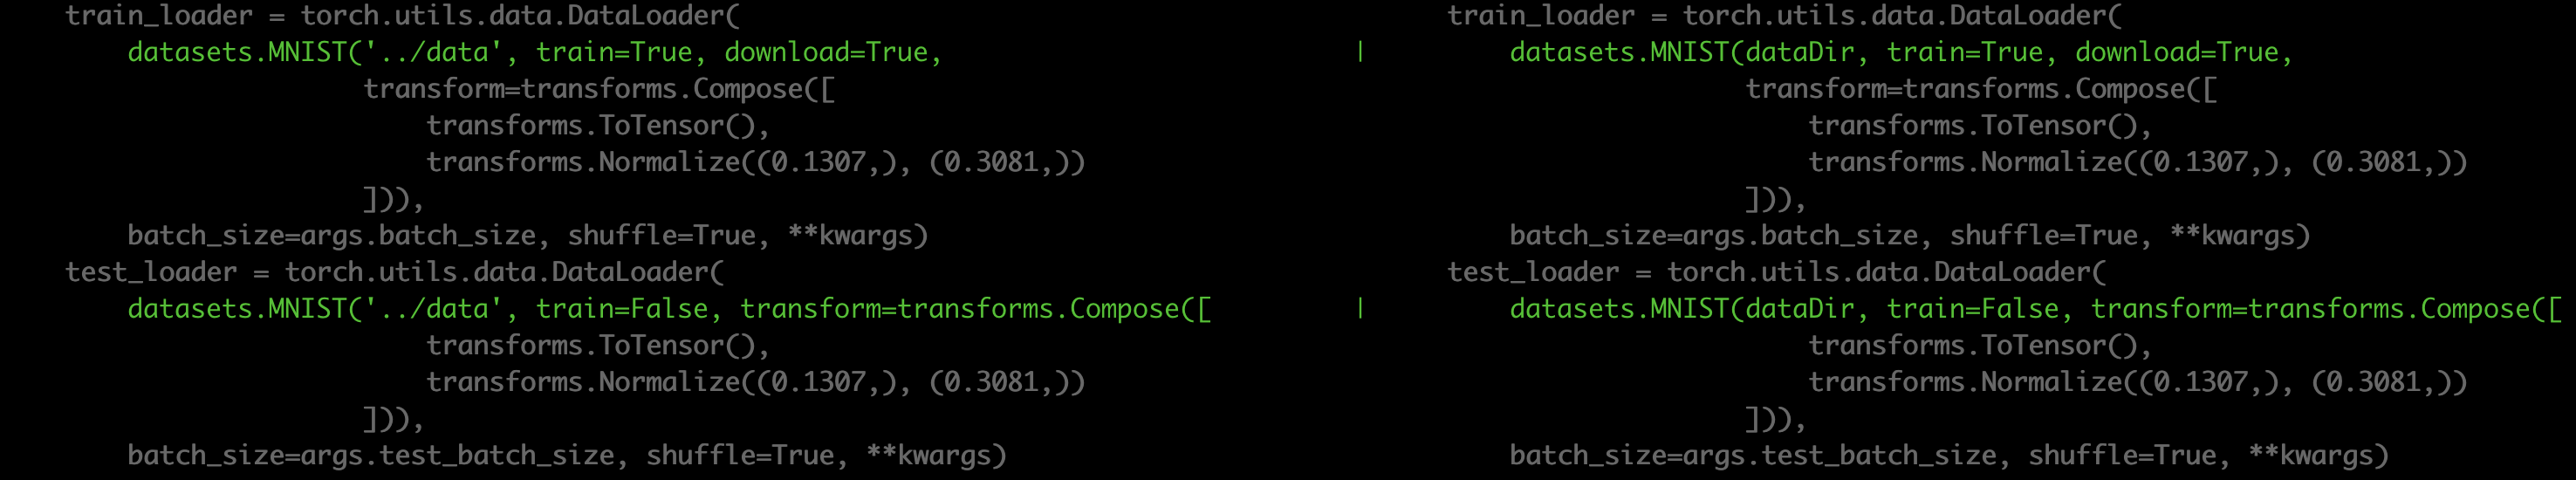 train_loader = torch.utils.data.DataLoader(
datasets.MNIST('../data', train=True, download=True,
transform=transforms.Compose([
transforms.ToTensor(),
transforms.Normalize((0.1307,), (0.3081,))
])),
batch_size=args.batch_size, shuffle=True, **kwargs)
test_loader = torch.utils.data.DataLoader(
datasets.MNIST('../data', train=False, transform=transforms.Compose([
transforms.ToTensor(),
transforms.Normalize((0.1307,), (0.3081,))
])),
batch_size=args.test_batch_size, shuffle=True, **kwargs)
|
|
train_loader = torch.utils.data.DataLoader(
datasets.MNIST(dataDir, train=True, download=True,
transform=transforms.Compose([
transforms.ToTensor(),
transforms.Normalize((0.1307,), (0.3081,))
])),
batch_size=args.batch_size, shuffle=True, **kwargs)
test_loader = torch.utils.data.DataLoader(
datasets.MNIST(dataDir, train=False, transform=transforms.Compose([
transforms.ToTensor(),
transforms.Normalize((0.1307,), (0.3081,))
])),
batch_size=args.test_batch_size, shuffle=True, **kwargs)